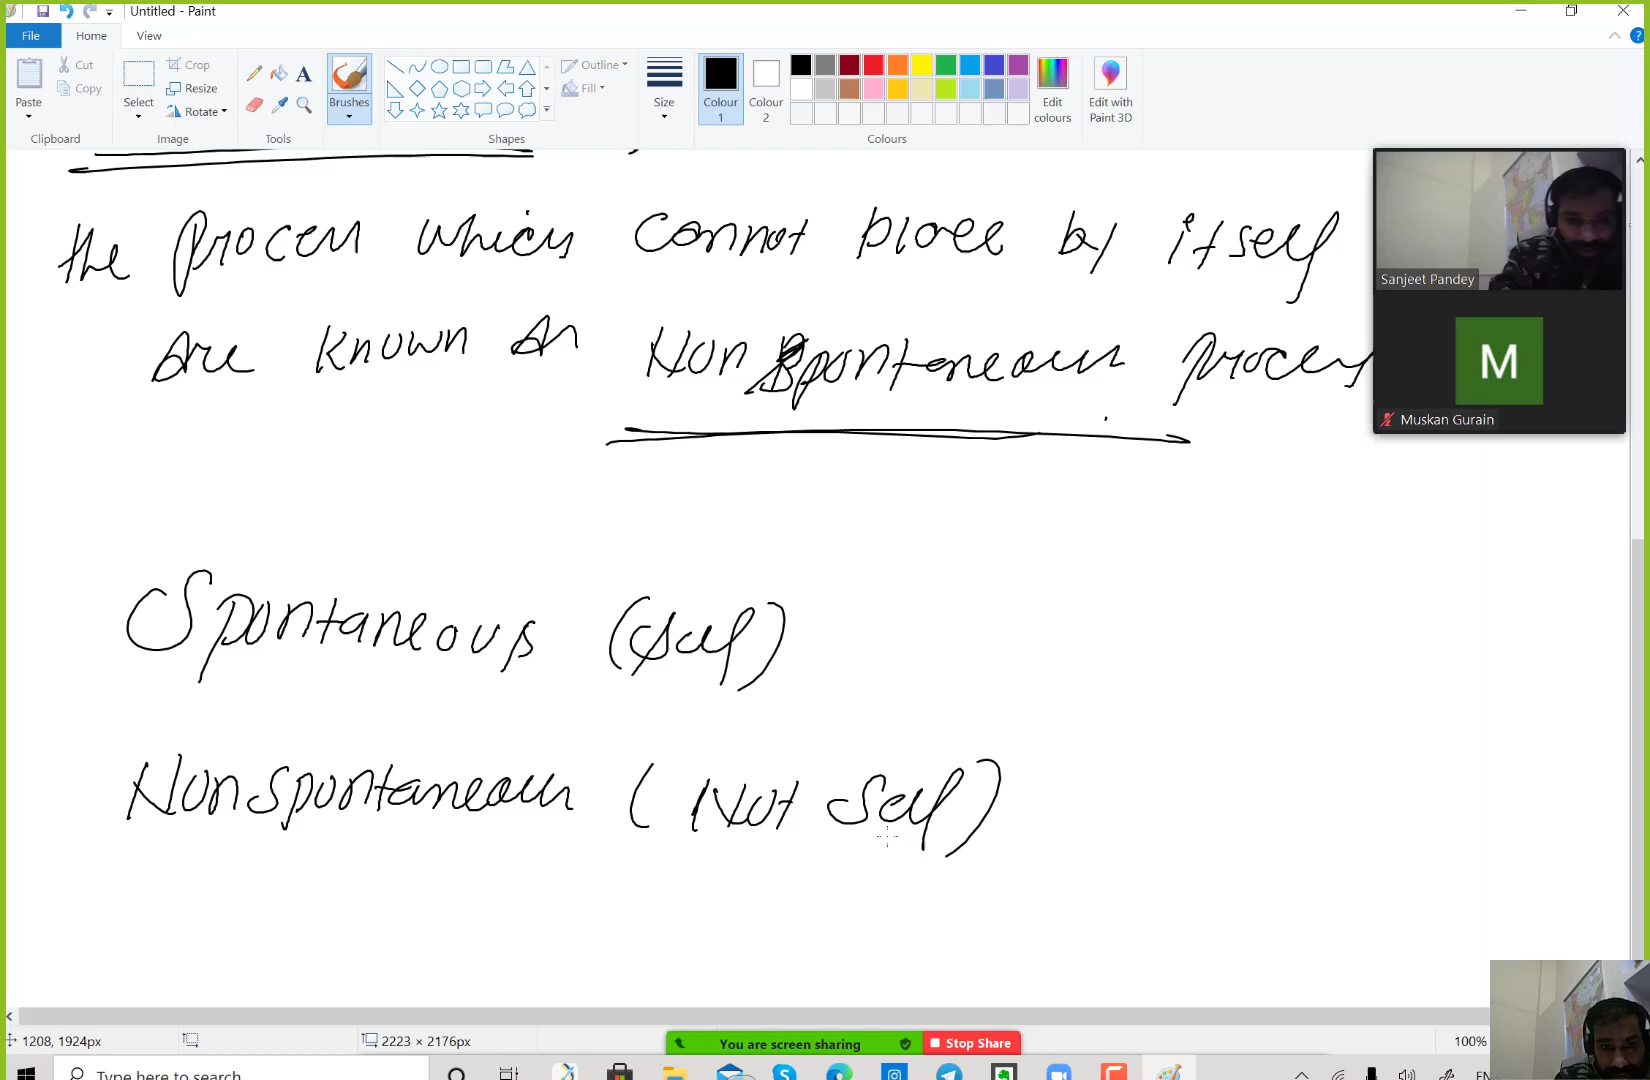 Untitled - Paint
File Home View
Paste
Cut
Copy
Clipboard
Select
Crop
Resize
Rotate
Image
A
Tools
Brushes
Shapes
Outline
Fill
Size
Colour 1
Colour 2
Colours
Edit colours
Edit with Paint 3D
?
the process which cannot place by itself
Are known as Non Spontaneous process
Sanjeet Pandey
M
Muskan Gurain
Spontaneous (self)
Nonspontaneous ( Not self)
1208, 1924px
2223 × 2176px
You are screen sharing
Stop Share
100%
Type here to search